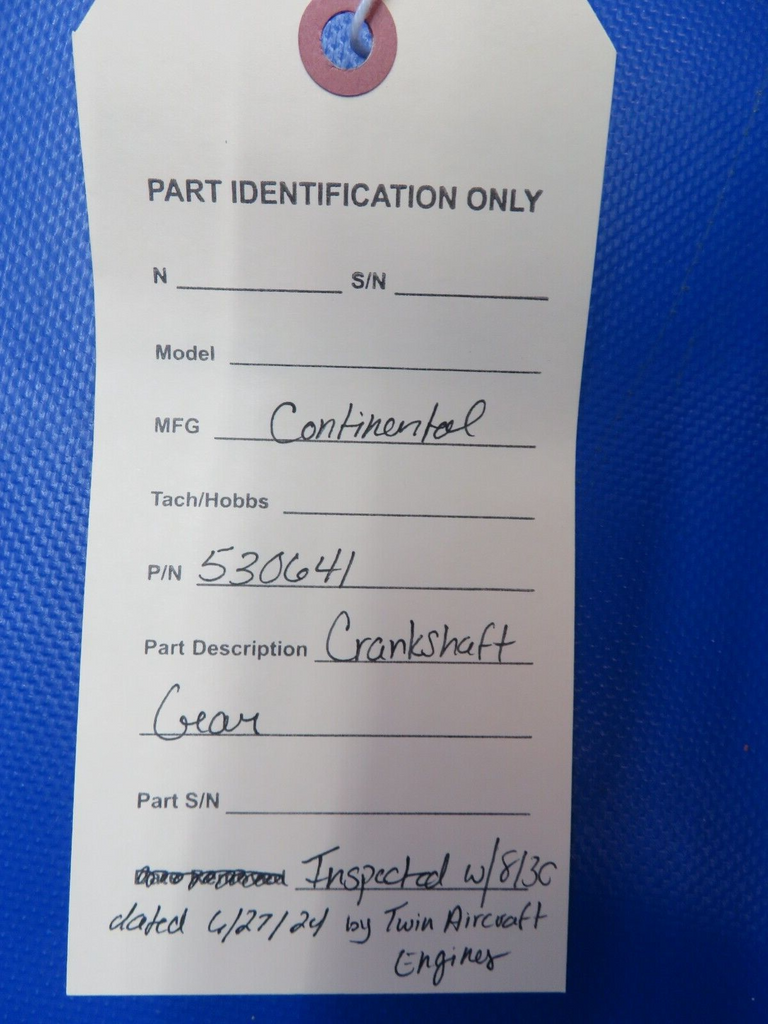 PART IDENTIFICATION ONLY
N S/N
Model
MFG Continental
Tach/Hobbs
P/N 530641
Part Description Crankshaft
Gear
Part S/N
Inspected w/8130
dated 6/27/24 by Twin Aircraft
Engines